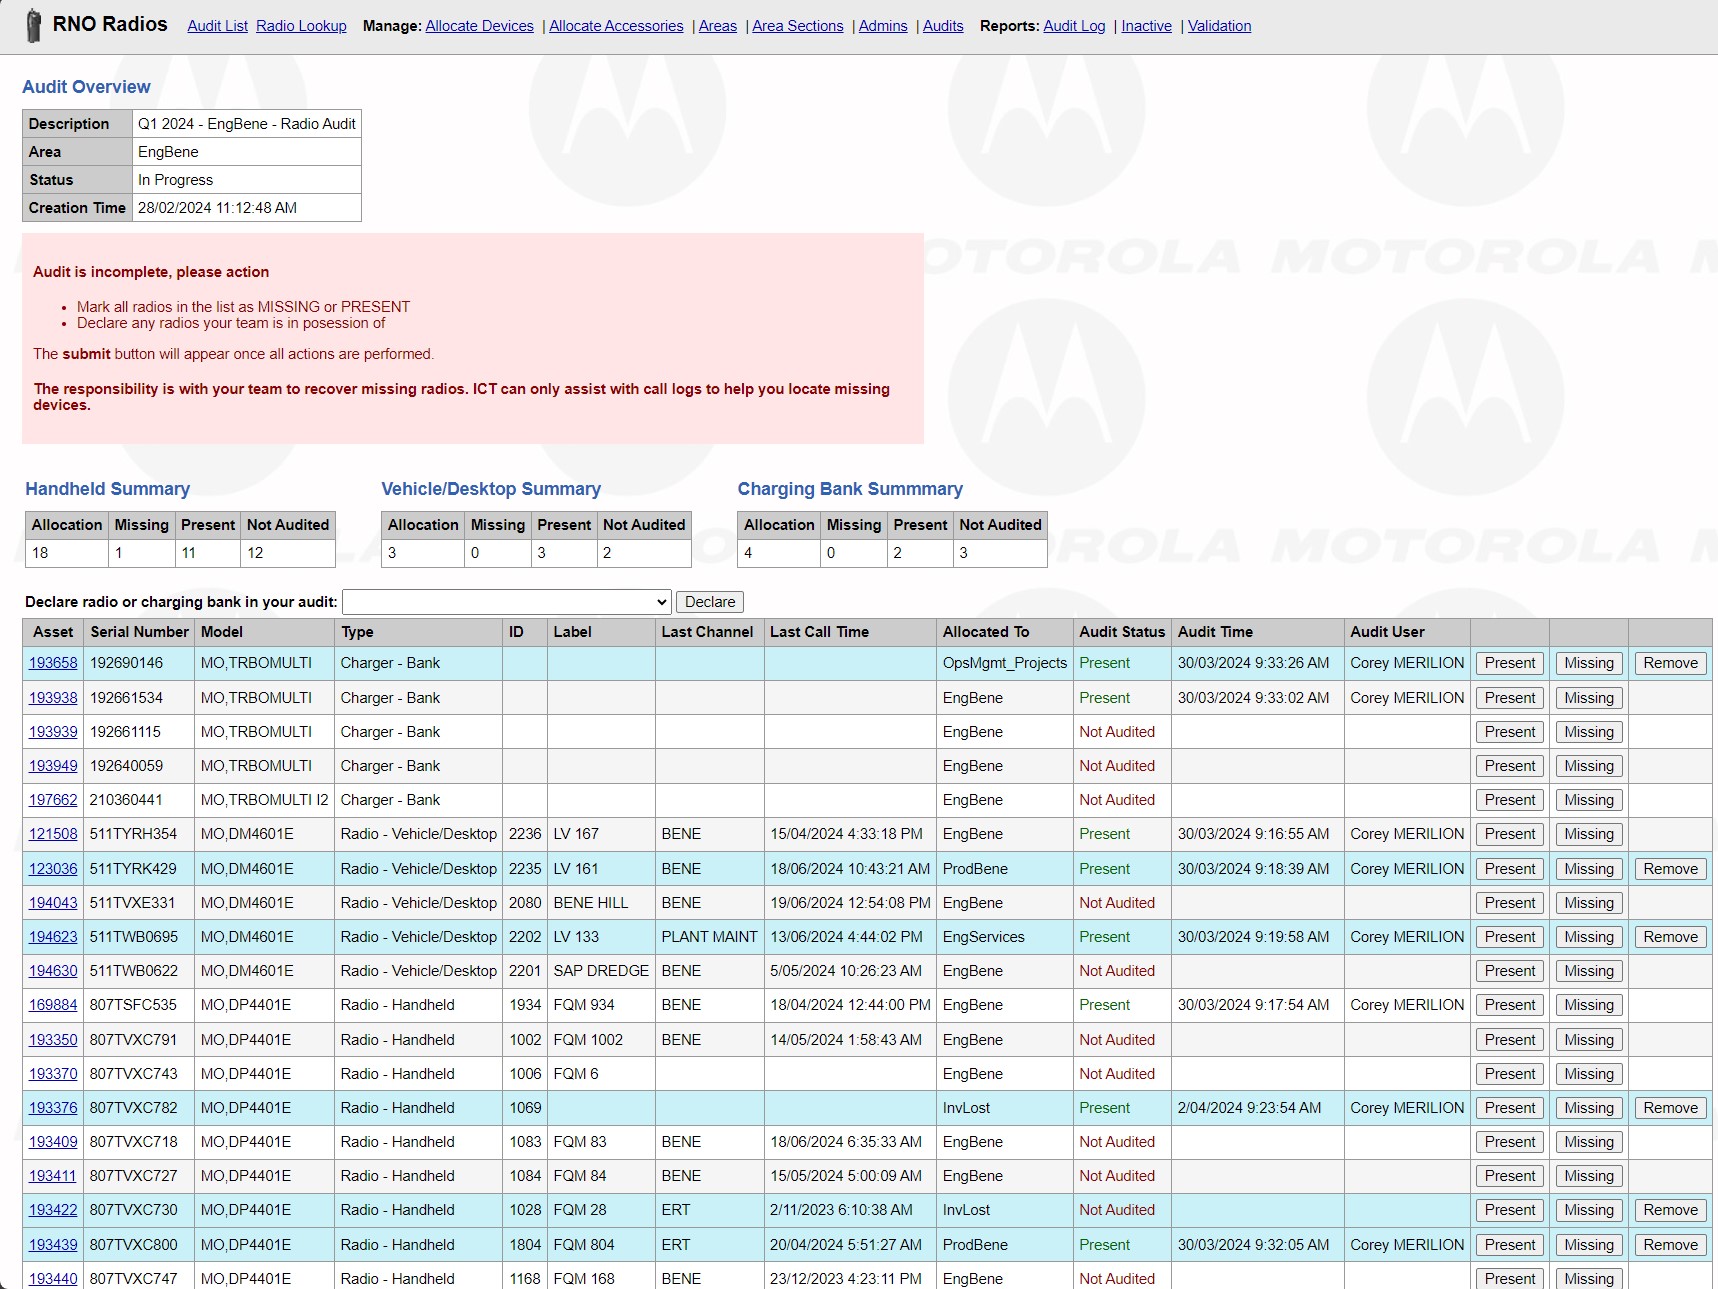 RNO Radios Audit List Radio Lookup Manage: Allocate Devices | Allocate Accessories | Areas | Area Sections | Admins | Audits Reports: Audit Log | Inactive | Validation
Audit Overview
Description Q1 2024 - EngBene - Radio Audit
Area EngBene
Status In Progress
Creation Time 28/02/2024 11:12:48 AM
MOTOROLA MOTOROLA
Audit is incomplete, please action
• Mark all radios in the list as MISSING or PRESENT
• Declare any radios your team is in posession of
The submit button will appear once all actions are performed.
The responsibility is with your team to recover missing radios. ICT can only assist with call logs to help you locate missing
devices.
Handheld Summary Vehicle/Desktop Summary Charging Bank Summmary
Allocation Missing Present Not Audited Allocation Missing Present Not Audited Allocation Missing Present Not Audited
18 1 11 12 3 0 3 2 4 0 2 3
MOTOROLA
Declare radio or charging bank in your audit: Declare
Asset Serial Number Model Type ID Label Last Channel Last Call Time Allocated To Audit Status Audit Time Audit User
193658 192690146 MO,TRBOMULTI Charger - Bank OpsMgmt_Projects Present 30/03/2024 9:33:26 AM Corey MERILION Present Missing Remove
193938 192661534 MO,TRBOMULTI Charger - Bank EngBene Present 30/03/2024 9:33:02 AM Corey MERILION Present Missing
193939 192661115 MO,TRBOMULTI Charger - Bank EngBene Not Audited Present Missing
193949 192640059 MO,TRBOMULTI Charger - Bank EngBene Not Audited Present Missing
197662 210360441 MO,TRBOMULTI I2 Charger - Bank EngBene Not Audited Present Missing
121508 511TYRH354 MO,DM4601E Radio - Vehicle/Desktop 2236 LV 167 BENE 15/04/2024 4:33:18 PM EngBene Present 30/03/2024 9:16:55 AM Corey MERILION Present Missing
123036 511TYRK429 MO,DM4601E Radio - Vehicle/Desktop 2235 LV 161 BENE 18/06/2024 10:43:21 AM ProdBene Present 30/03/2024 9:18:39 AM Corey MERILION Present Missing Remove
194043 511TVXE331 MO,DM4601E Radio - Vehicle/Desktop 2080 BENE HILL BENE 19/06/2024 12:54:08 PM EngBene Not Audited Present Missing
194623 511TWB0695 MO,DM4601E Radio - Vehicle/Desktop 2202 LV 133 PLANT MAINT 13/06/2024 4:44:02 PM EngServices Present 30/03/2024 9:19:58 AM Corey MERILION Present Missing Remove
194630 511TWB0622 MO,DM4601E Radio - Vehicle/Desktop 2201 SAP DREDGE BENE 5/05/2024 10:26:23 AM EngBene Not Audited Present Missing
169884 807TSFC535 MO,DP4401E Radio - Handheld 1934 FQM 934 BENE 18/04/2024 12:44:00 PM EngBene Present 30/03/2024 9:17:54 AM Corey MERILION Present Missing
193350 807TVXC791 MO,DP4401E Radio - Handheld 1002 FQM 1002 BENE 14/05/2024 1:58:43 AM EngBene Not Audited Present Missing
193370 807TVXC743 MO,DP4401E Radio - Handheld 1006 FQM 6 EngBene Not Audited Present Missing
193376 807TVXC782 MO,DP4401E Radio - Handheld 1069 InvLost Present 2/04/2024 9:23:54 AM Corey MERILION Present Missing Remove
193409 807TVXC718 MO,DP4401E Radio - Handheld 1083 FQM 83 BENE 18/06/2024 6:35:33 AM EngBene Not Audited Present Missing
193411 807TVXC727 MO,DP4401E Radio - Handheld 1084 FQM 84 BENE 15/05/2024 5:00:09 AM EngBene Not Audited Present Missing
193422 807TVXC730 MO,DP4401E Radio - Handheld 1028 FQM 28 ERT 2/11/2023 6:10:38 AM InvLost Not Audited Present Missing Remove
193439 807TVXC800 MO,DP4401E Radio - Handheld 1804 FQM 804 ERT 20/04/2024 5:51:27 AM ProdBene Present 30/03/2024 9:32:05 AM Corey MERILION Present Missing Remove
193440 807TVXC747 MO,DP4401E Radio - Handheld 1168 FQM 168 BENE 23/12/2023 4:23:11 PM EngBene Not Audited Present Missing